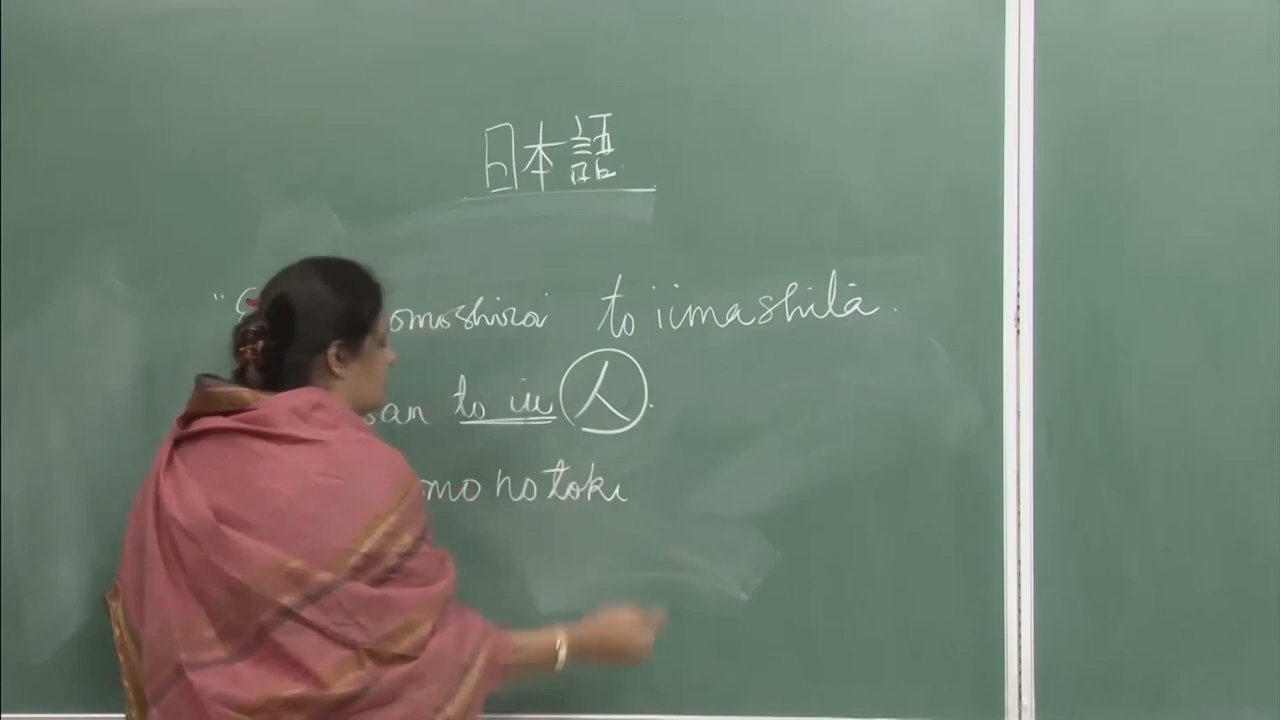 日本語
omoshiroi to iimashita.
san to iu 人.
mo no toki